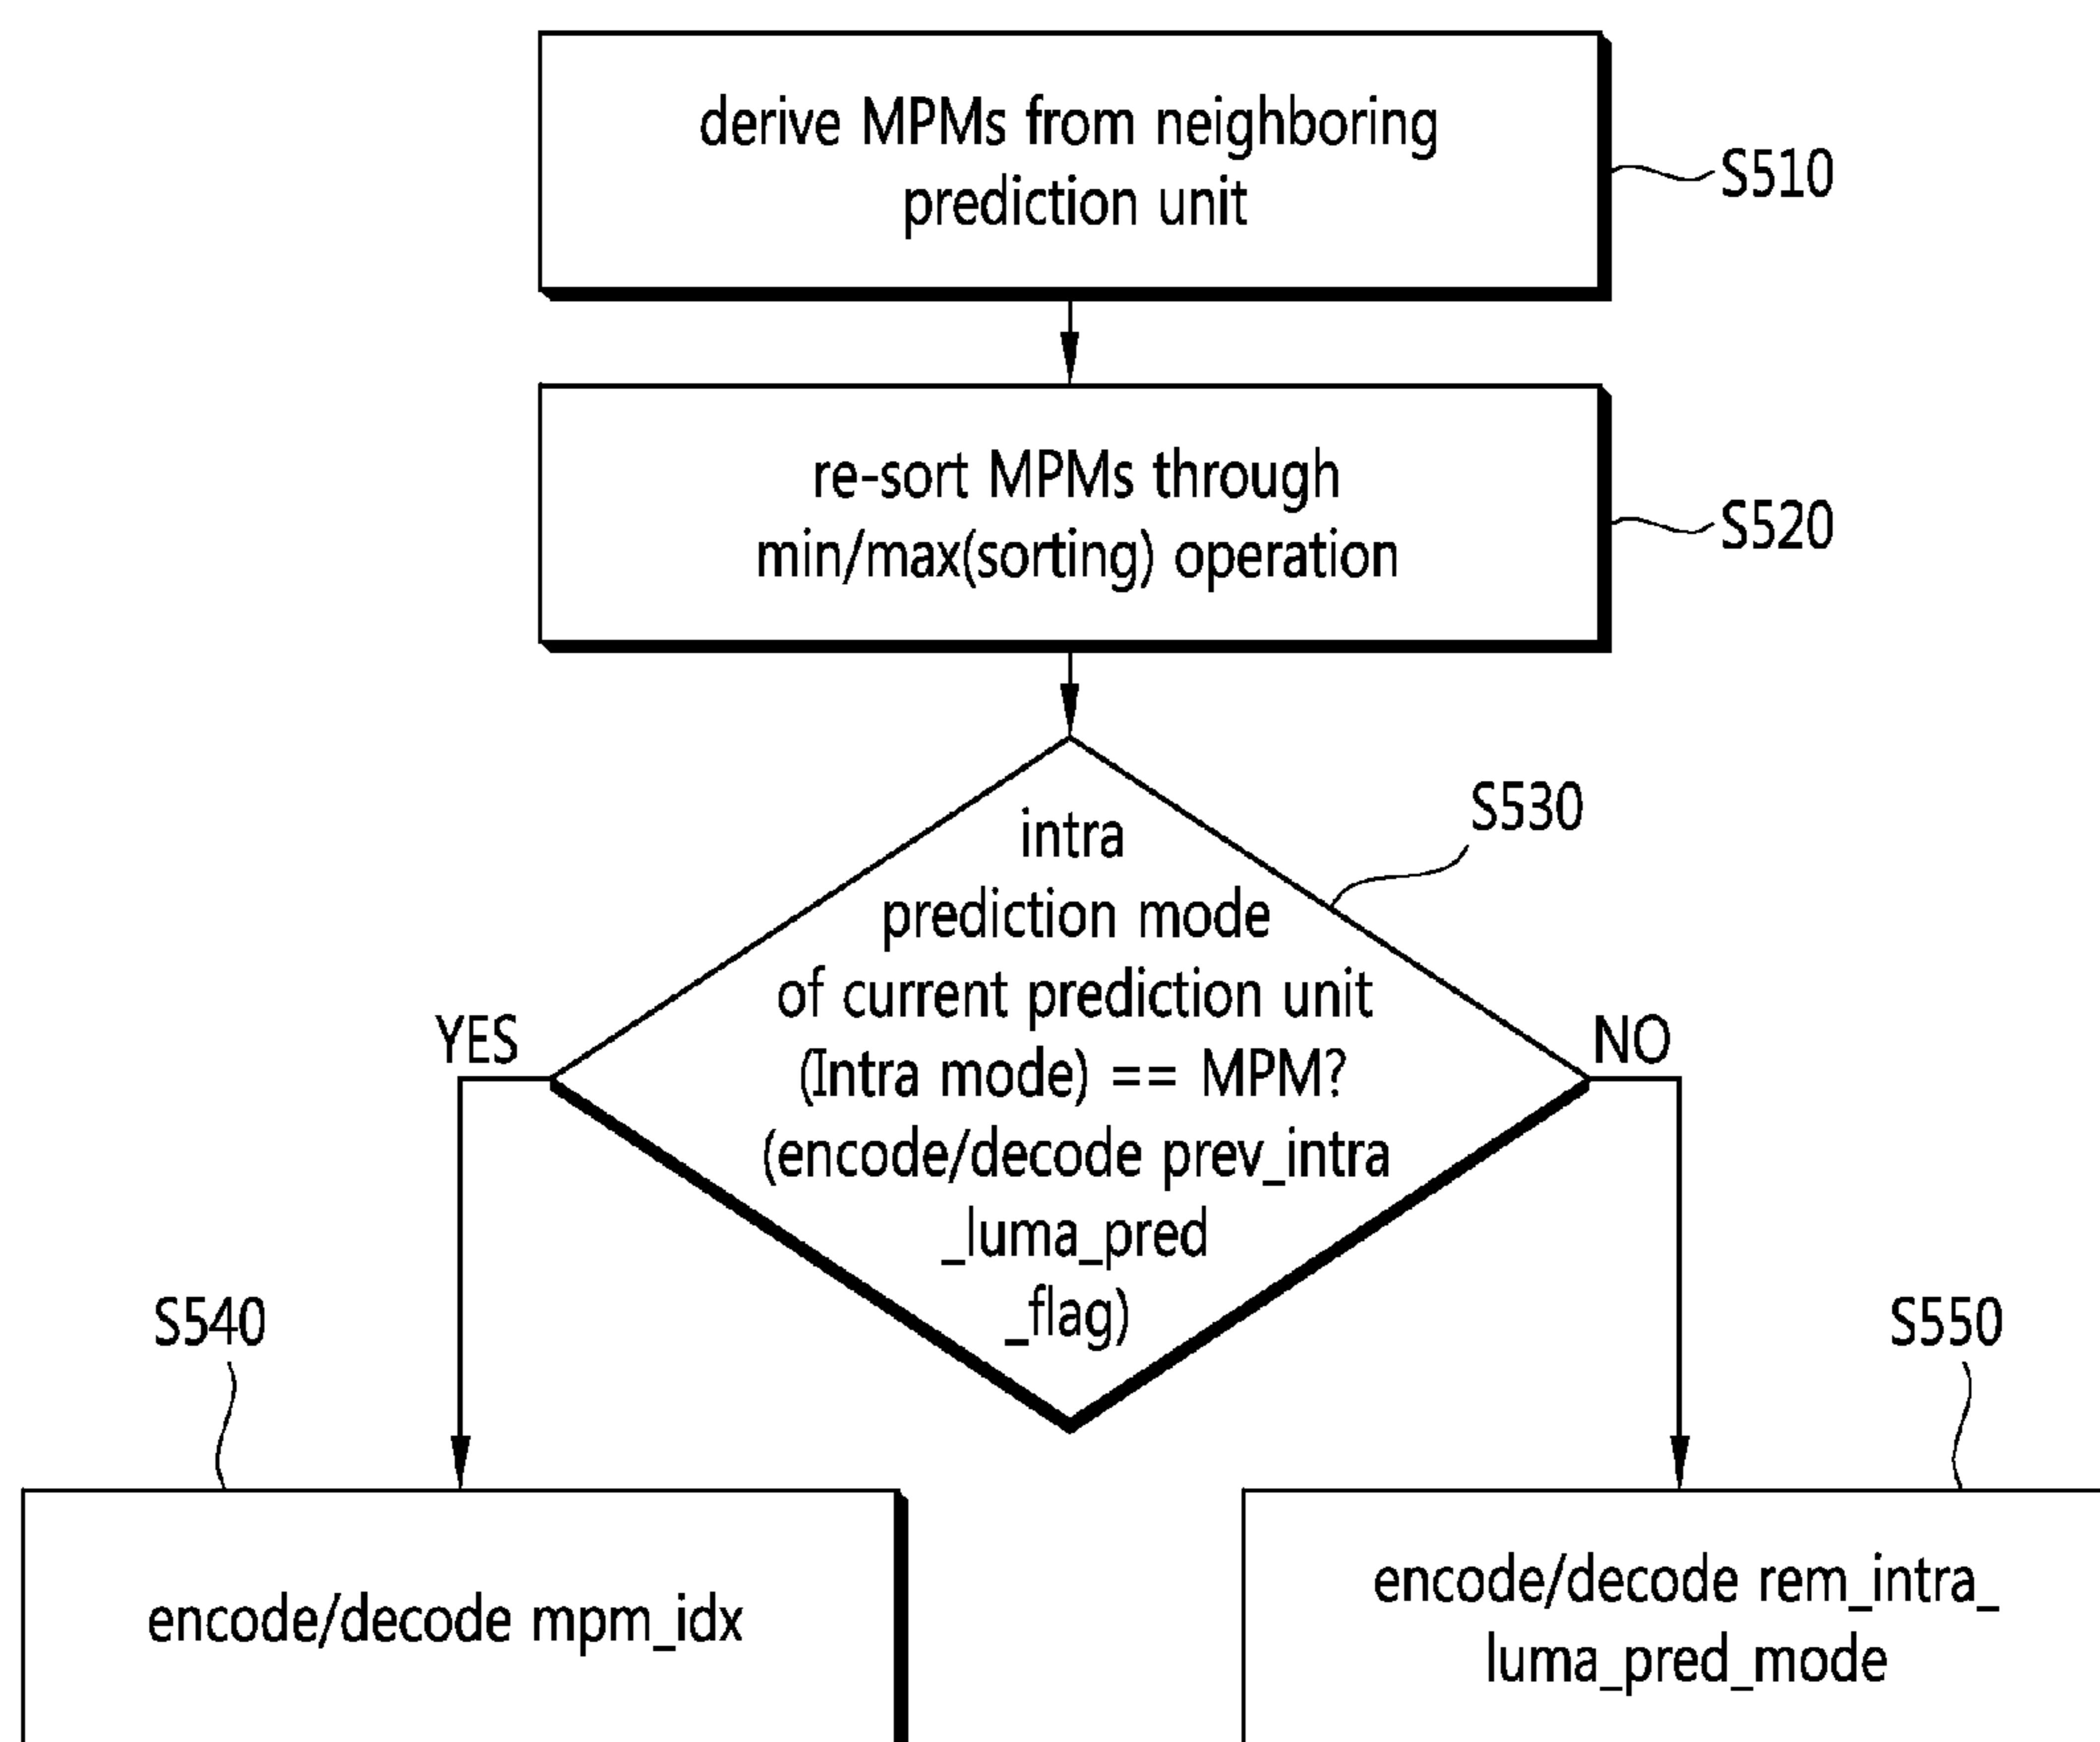 derive MPMs from neighboring
prediction unit
S510
re-sort MPMs through
min/max(sorting) operation
S520
S530
intra
prediction mode
of current prediction unit
(Intra mode) == MPM?
(encode/decode prev_intra
_luma_pred
_flag)
YES
NO
S540
S550
encode/decode mpm_idx
encode/decode rem_intra_
luma_pred_mode